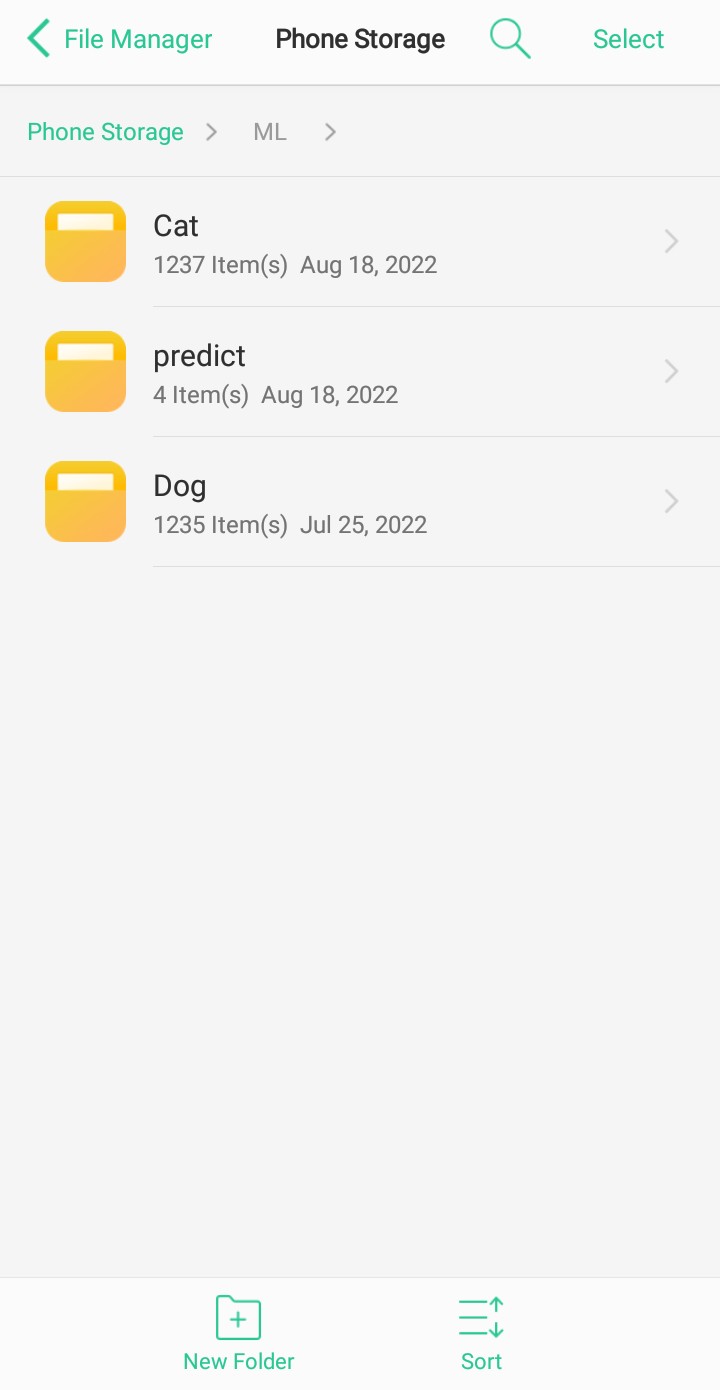 File Manager Phone Storage Select
Phone Storage ML
Cat
1237 Item(s) Aug 18, 2022
predict
4 Item(s) Aug 18, 2022
Dog
1235 Item(s) Jul 25, 2022
New Folder Sort